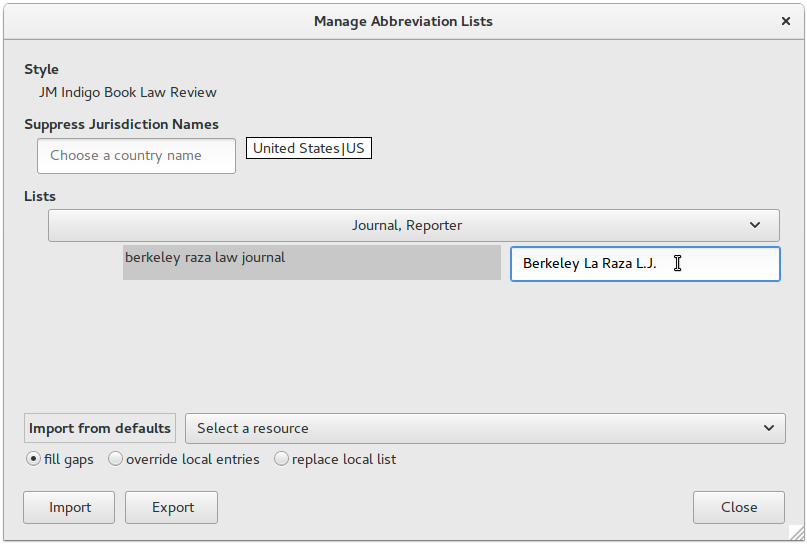 Manage Abbreviation Lists
Style
JM Indigo Book Law Review
Suppress Jurisdiction Names
Choose a country name
United States|US
Lists
Journal, Reporter
berkeley raza law journal
Berkeley La Raza L.J.
Import from defaults
Select a resource
fill gaps override local entries replace local list
Import Export Close